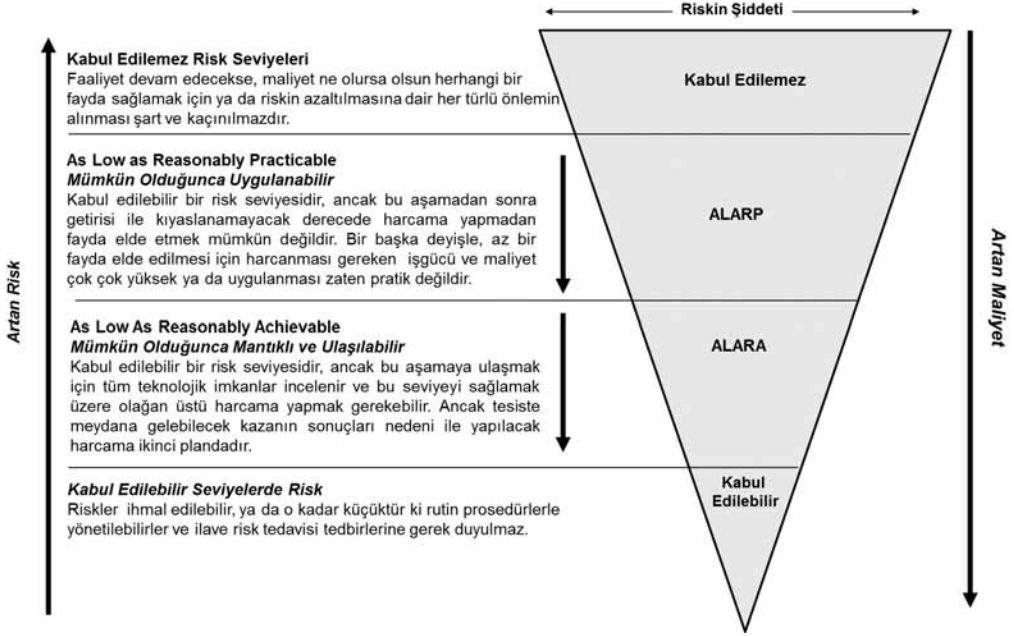 Riskin Şiddeti
Kabul Edilemez Risk Seviyeleri
Faaliyet devam edecekse, maliyet ne olursa olsun herhangi bir
fayda sağlamak için ya da riskin azaltılmasına dair her türlü önlemin
alınması şart ve kaçınılmazdır.
Kabul Edilemez
As Low as Reasonably Practicable
Mümkün Olduğunca Uygulanabilir
Kabul edilebilir bir risk seviyesidir, ancak bu aşamadan sonra
getirisi ile kıyaslanamayacak derecede harcama yapmadan
fayda elde etmek mümkün değildir. Bir başka deyişle, az bir
fayda elde edilmesi için harcanması gereken işgücü ve maliyet
çok çok yüksek ya da uygulanması zaten pratik değildir.
ALARP
As Low As Reasonably Achievable
Mümkün Olduğunca Mantıklı ve Ulaşılabilir
Kabul edilebilir bir risk seviyesidir, ancak bu aşamaya ulaşmak
için tüm teknolojik imkanlar incelenir ve bu seviyeyi sağlamak
üzere olağan üstü harcama yapmak gerekebilir. Ancak tesiste
meydana gelebilecek kazanın sonuçları nedeni ile yapılacak
harcama ikinci plandadır.
ALARA
Kabul Edilebilir Seviyelerde Risk
Riskler ihmal edilebilir, ya da o kadar küçüktür ki rutin prosedürlerle
yönetilebilirler ve ilave risk tedavisi tedbirlerine gerek duyulmaz.
Kabul
Edilebilir
Artan Risk
Artan Maliyet